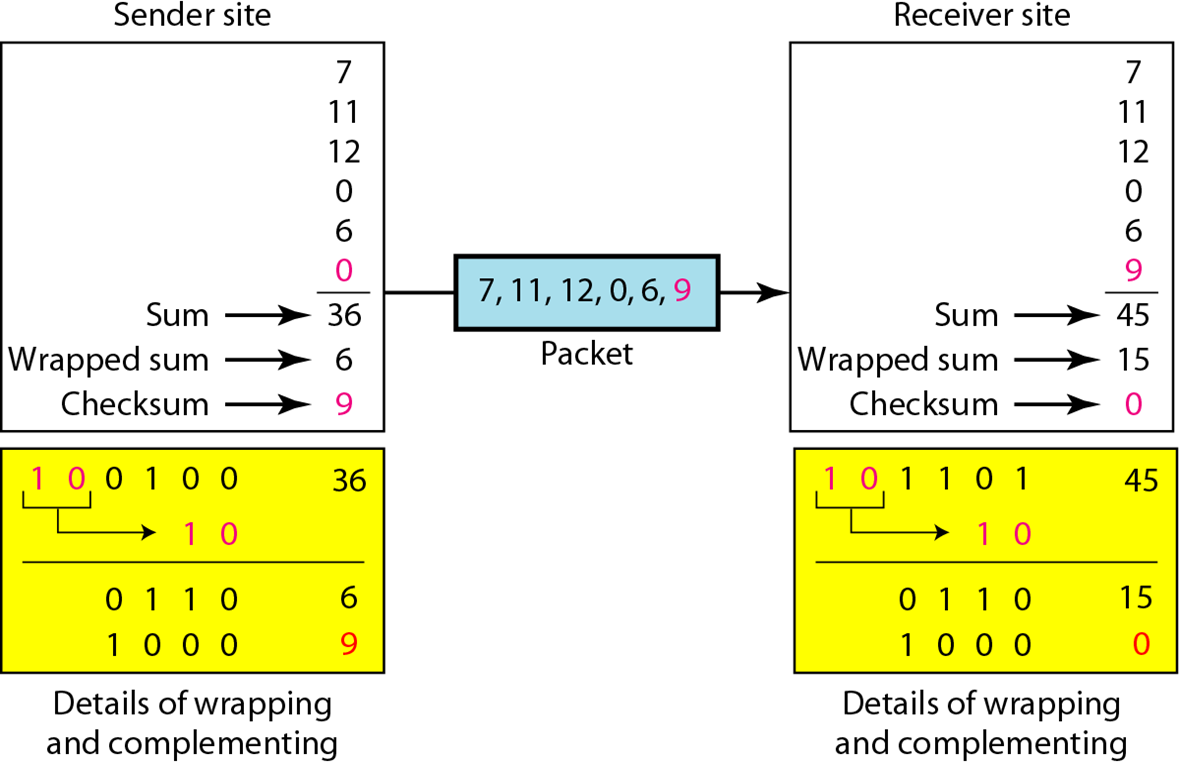 Sender site
7
11
12
0
6
0
Sum 36
Wrapped sum 6
Checksum 9
1 0 0 1 0 0 36
1 0
0 1 1 0 6
1 0 0 0 9
Details of wrapping
and complementing
7, 11, 12, 0, 6, 9
Packet
Receiver site
7
11
12
0
6
9
Sum 45
Wrapped sum 15
Checksum 0
1 0 1 1 0 1 45
1 0
0 1 1 0 15
1 0 0 0 0
Details of wrapping
and complementing